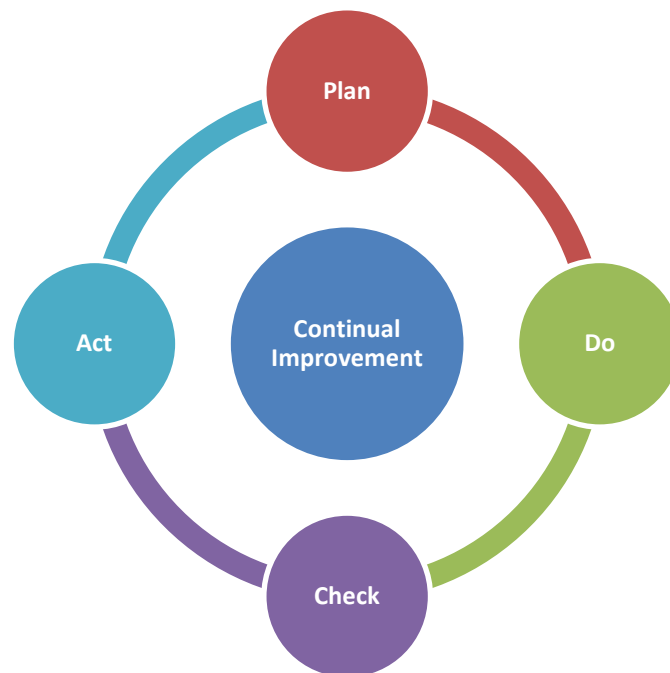 Plan
Continual
Improvement
Act
Do
Check